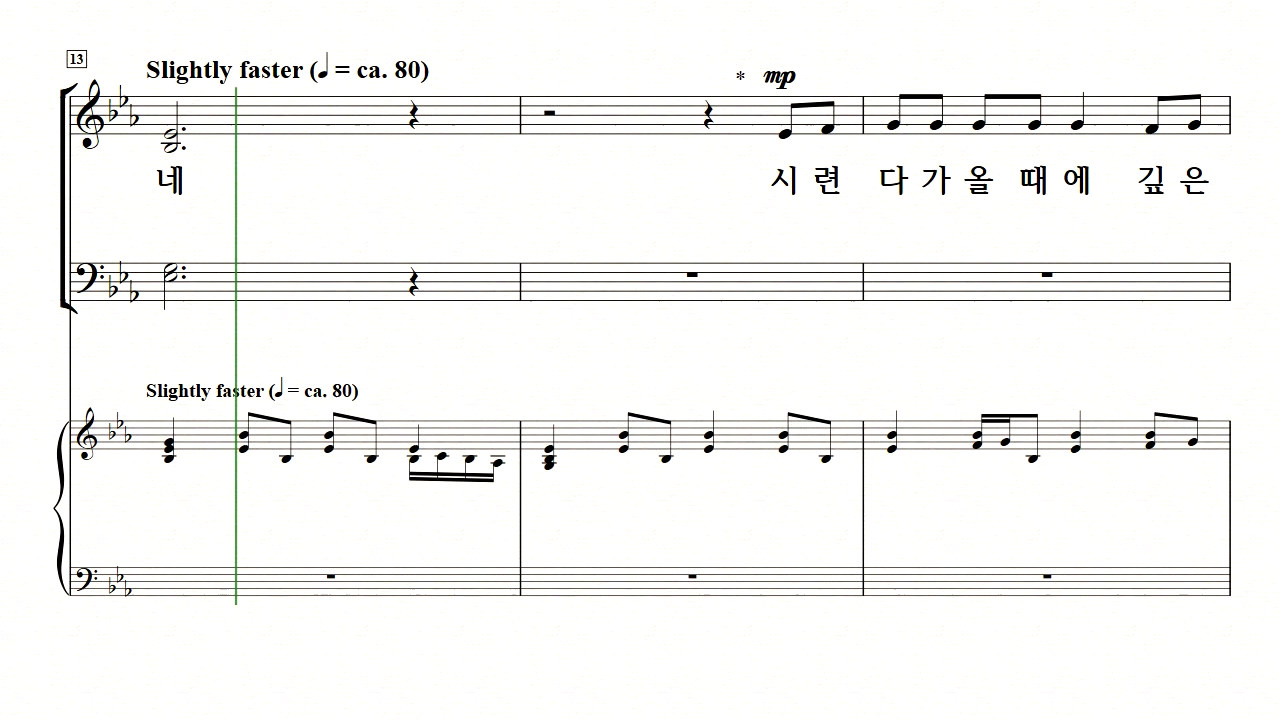 13
Slightly faster (♩ = ca. 80)
* mp
네 시 련 다 가 올 때 에 깊 은
Slightly faster (♩ = ca. 80)